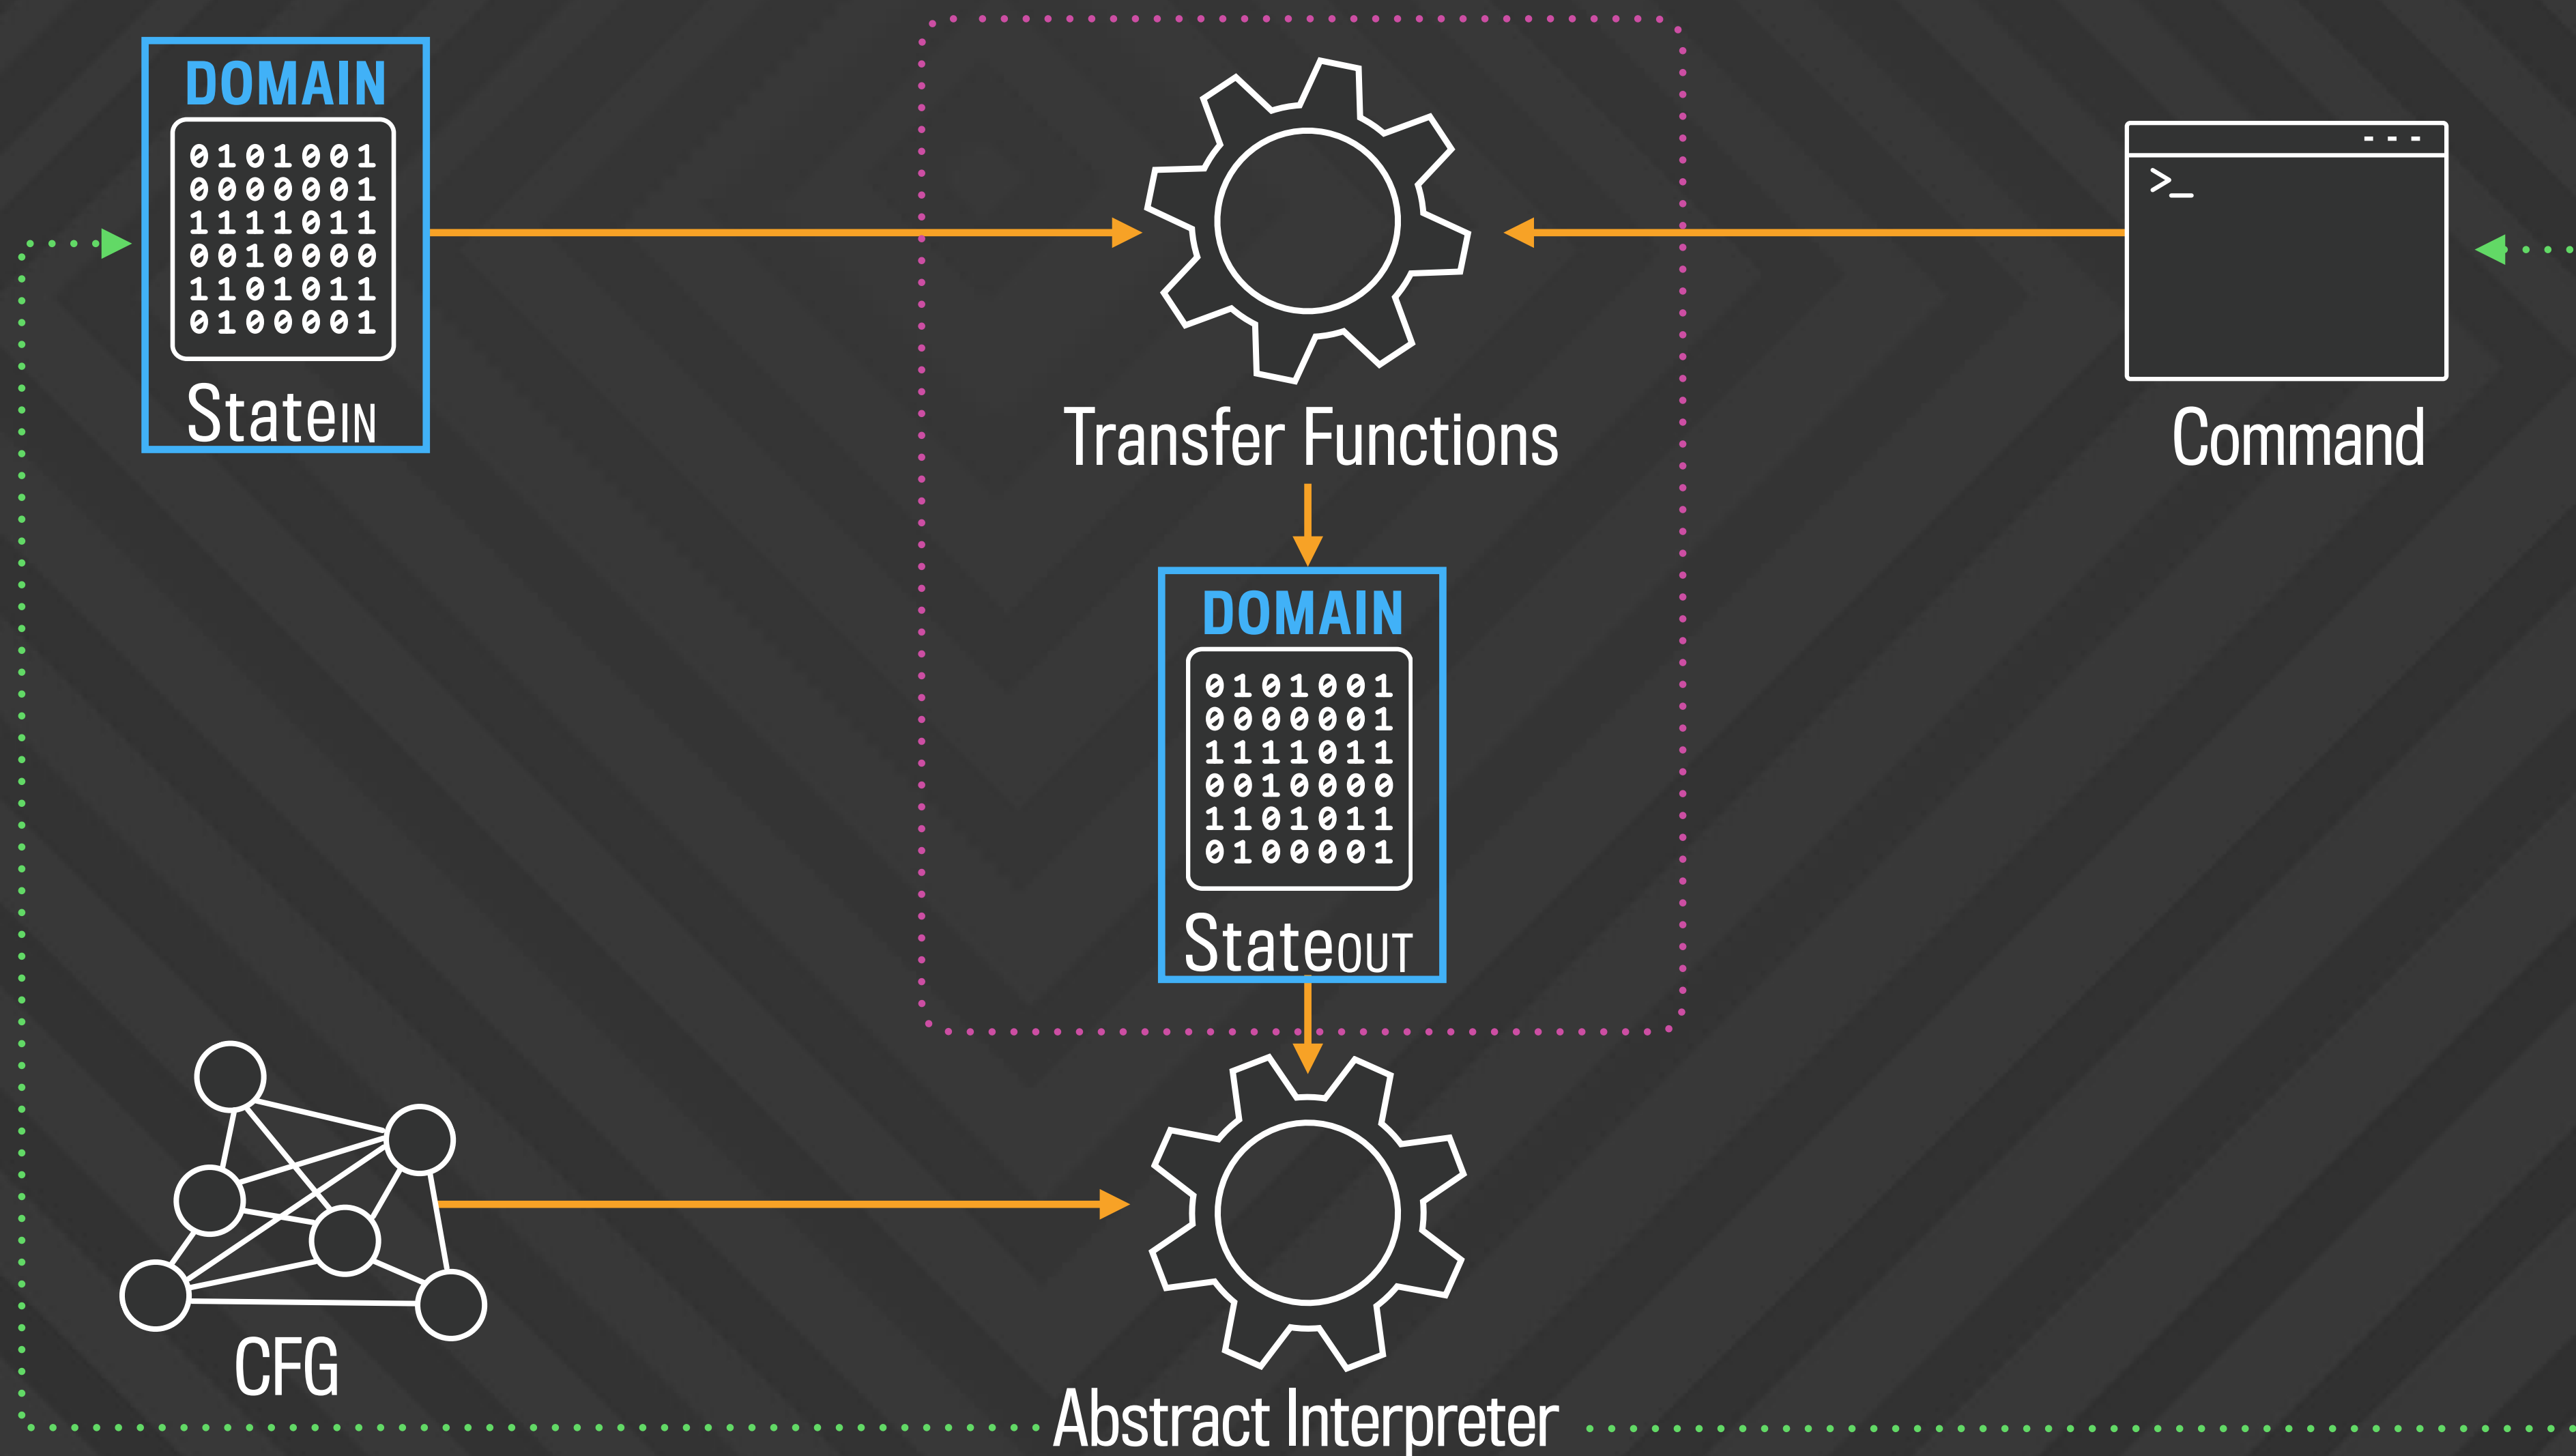 DOMAIN
0101001
0000001
1111011
0010000
1101011
0100001
StateIN
Transfer Functions
>_
Command
DOMAIN
0101001
0000001
1111011
0010000
1101011
0100001
StateOUT
CFG
Abstract Interpreter